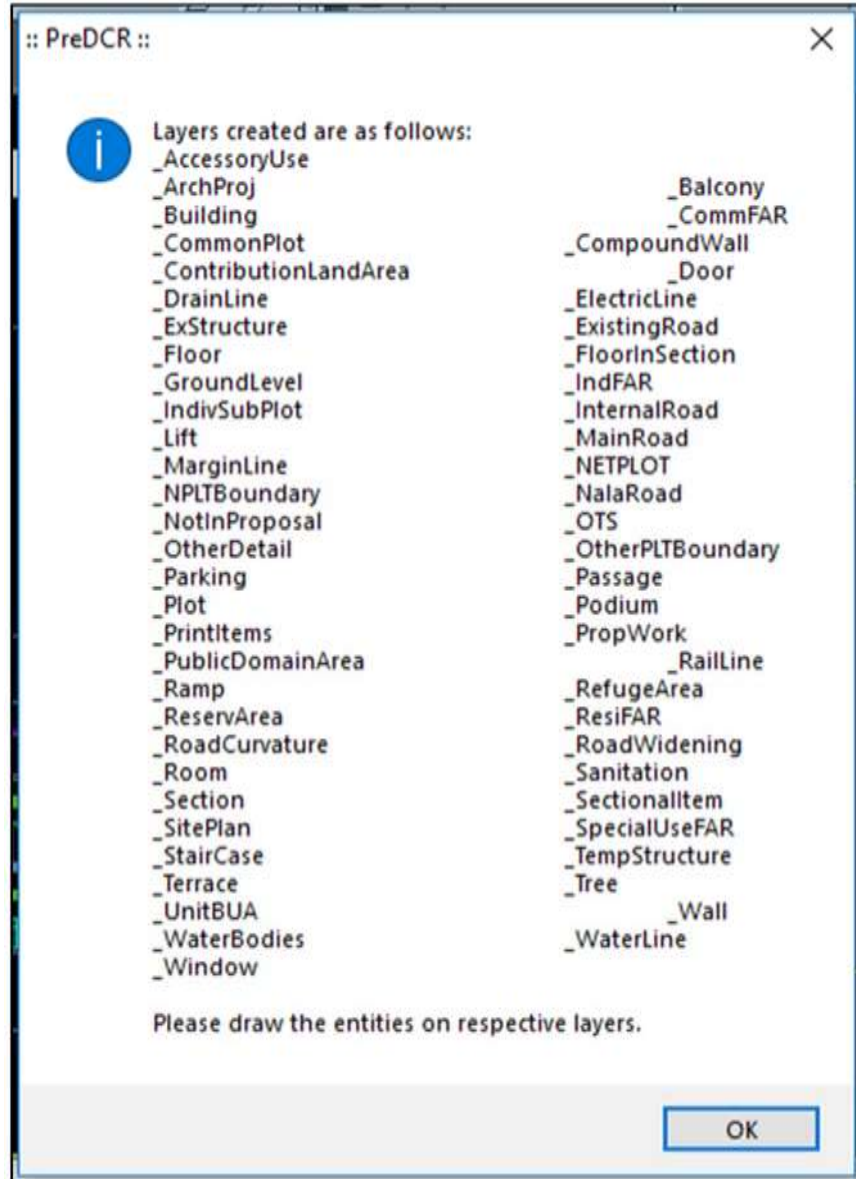 :: PreDCR ::
Layers created are as follows:
_AccessoryUse
_ArchProj _Balcony
_Building _CommFAR
_CommonPlot _CompoundWall
_ContributionLandArea _Door
_DrainLine _ElectricLine
_ExStructure _ExistingRoad
_Floor _FloorInSection
_GroundLevel _IndFAR
_IndivSubPlot _InternalRoad
_Lift _MainRoad
_MarginLine _NETPLOT
_NPLTBoundary _NalaRoad
_NotInProposal _OTS
_OtherDetail _OtherPLTBoundary
_Parking _Passage
_Plot _Podium
_PrintItems _PropWork
_PublicDomainArea _RailLine
_Ramp _RefugeArea
_ReservArea _ResiFAR
_RoadCurvature _RoadWidening
_Room _Sanitation
_Section _SectionalItem
_SitePlan _SpecialUseFAR
_StairCase _TempStructure
_Terrace _Tree
_UnitBUA _Wall
_WaterBodies _WaterLine
_Window
Please draw the entities on respective layers.
OK